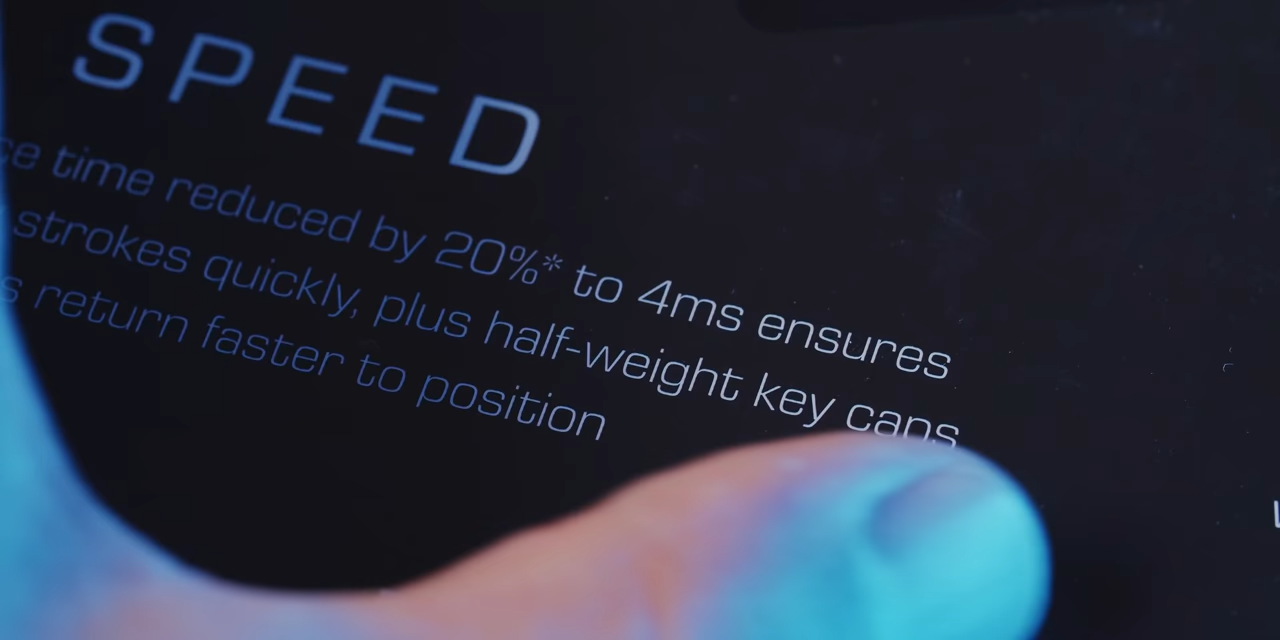 SPEED
time reduced by 20%* to 4ms ensures
strokes quickly, plus half-weight key caps
return faster to position